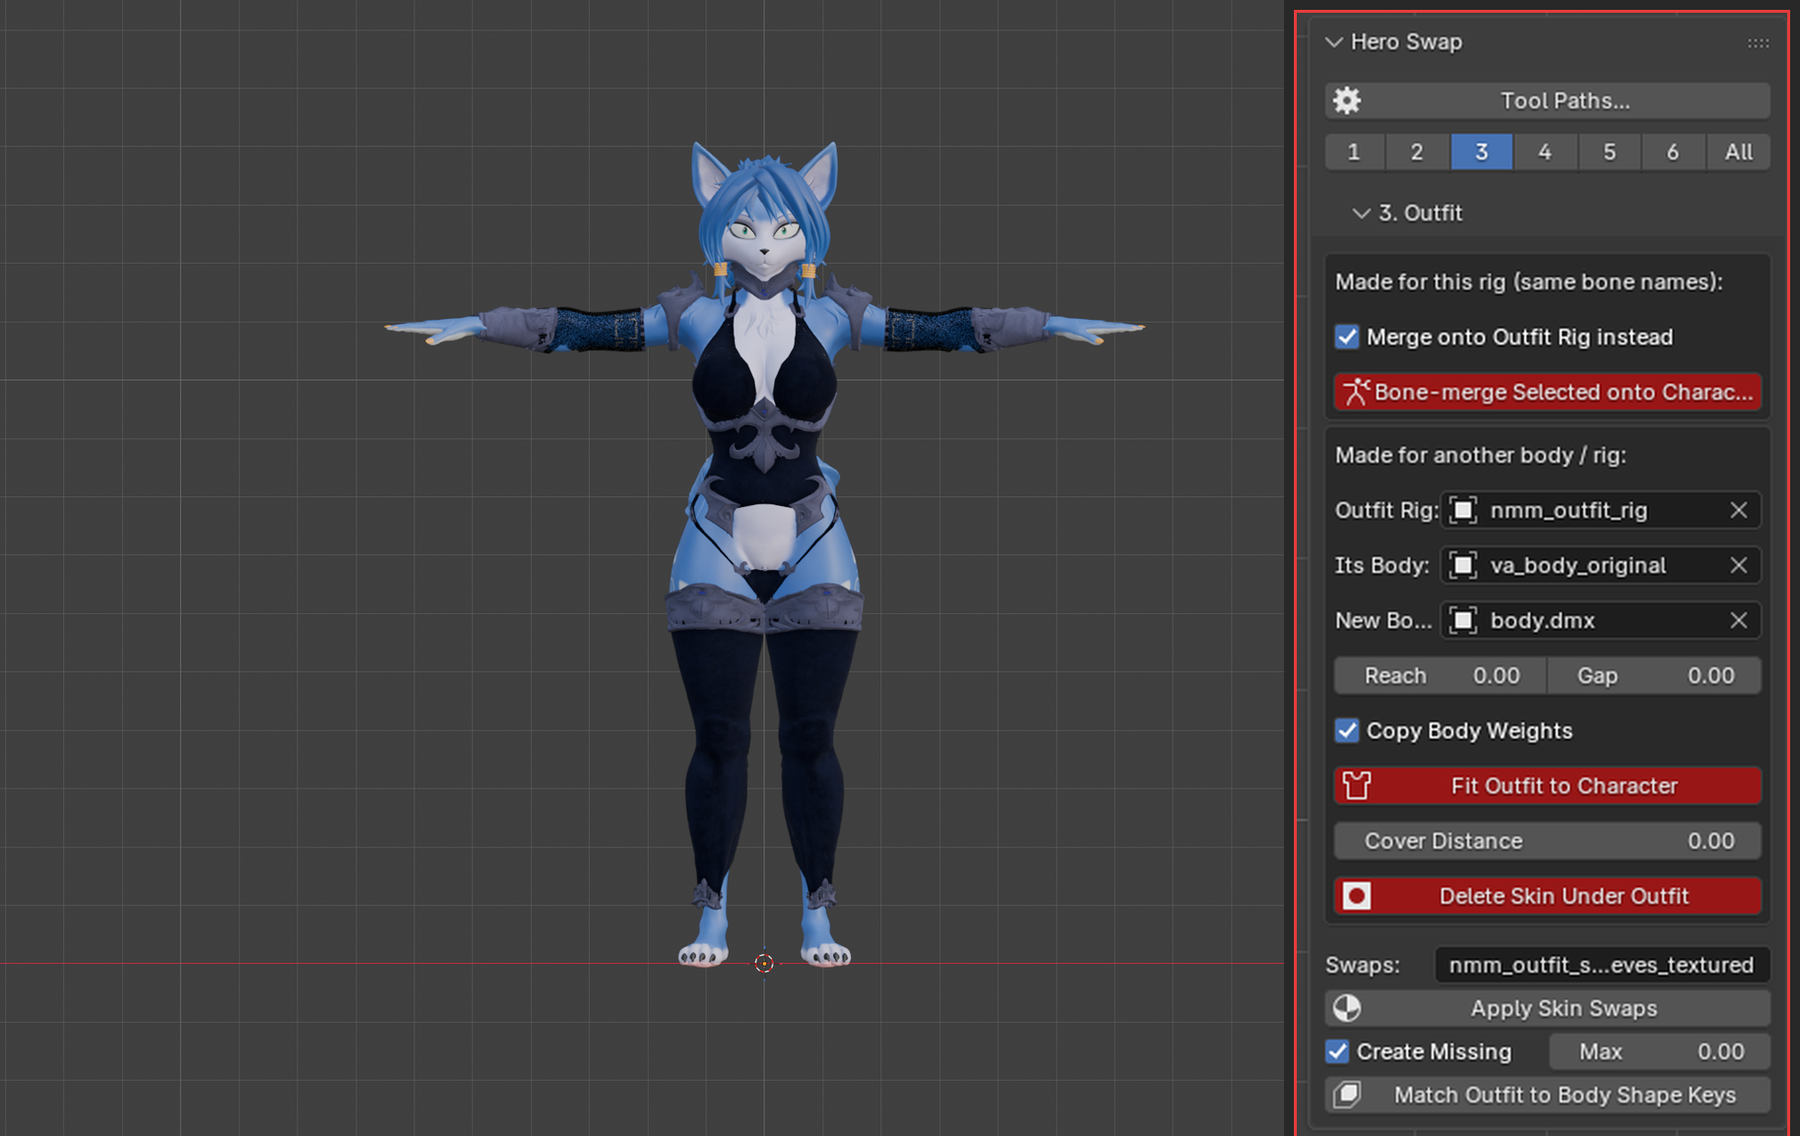 Hero Swap
Tool Paths...
1 2 3 4 5 6 All
3. Outfit
Made for this rig (same bone names):
Merge onto Outfit Rig instead
Bone-merge Selected onto Charac...
Made for another body / rig:
Outfit Rig: nmm_outfit_rig
Its Body: va_body_original
New Bo... body.dmx
Reach 0.00 Gap 0.00
Copy Body Weights
Fit Outfit to Character
Cover Distance 0.00
Delete Skin Under Outfit
Swaps: nmm_outfit_s...eves_textured
Apply Skin Swaps
Create Missing Max 0.00
Match Outfit to Body Shape Keys